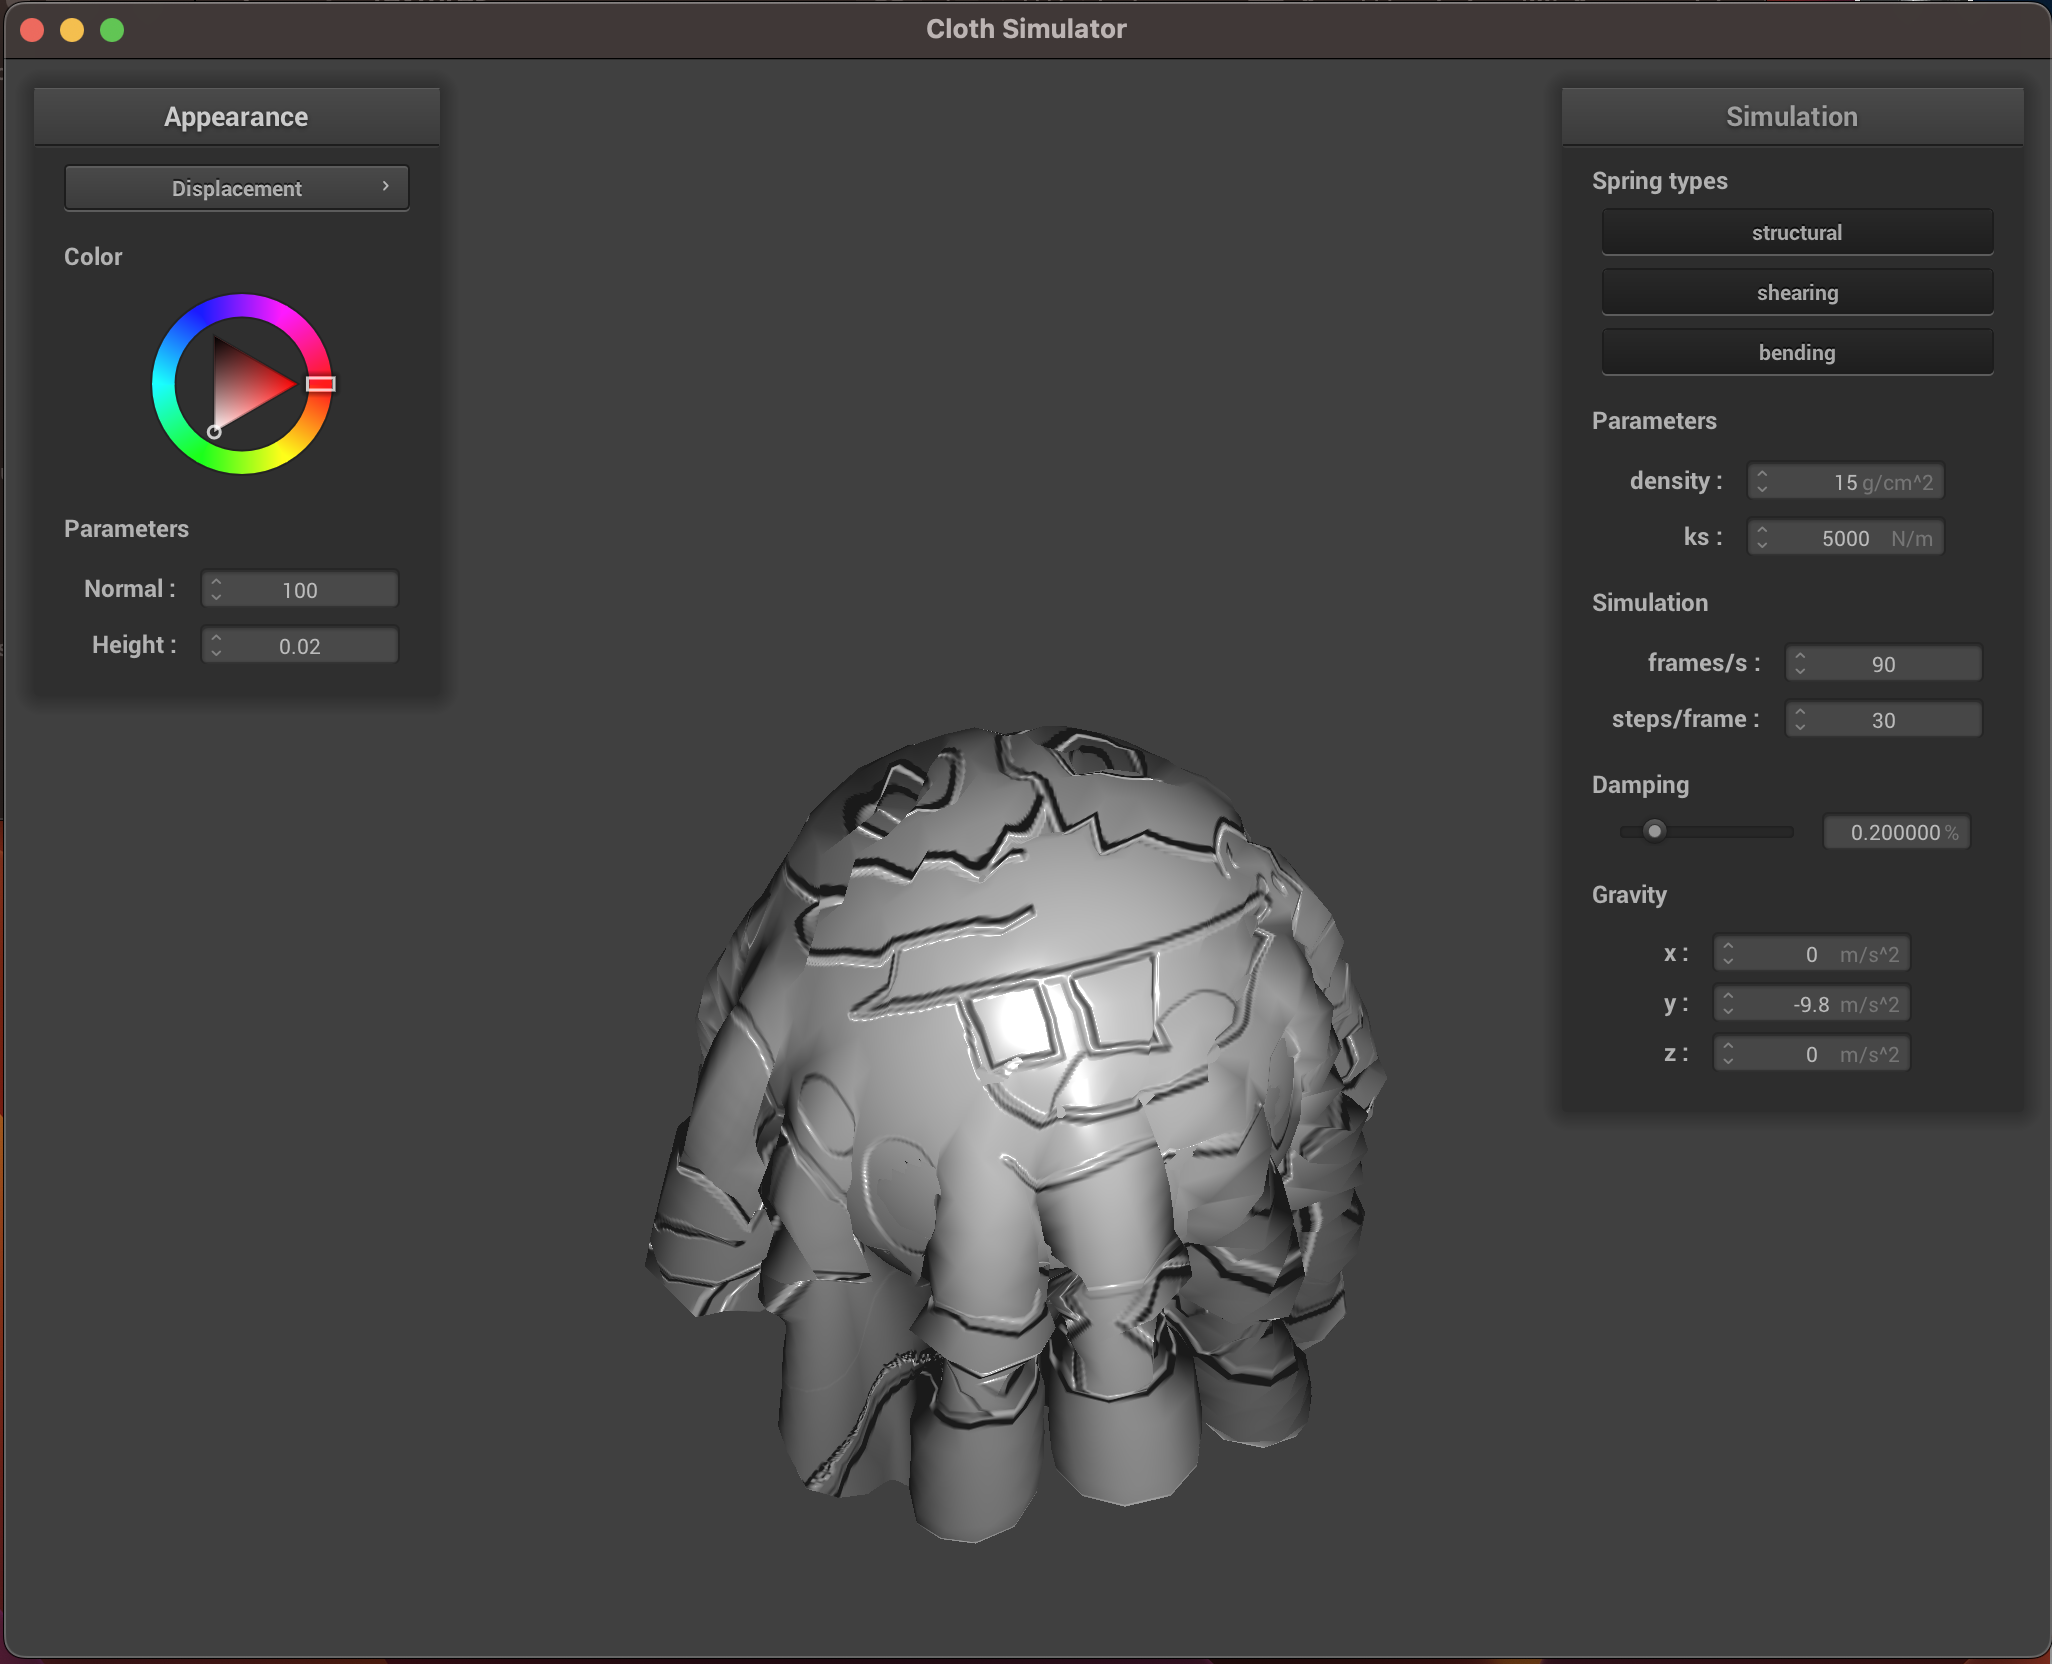 Cloth Simulator
Appearance
Displacement
Color
Parameters
Normal : 100
Height : 0.02
Simulation
Spring types
structural
shearing
bending
Parameters
density : 15 g/cm^2
ks : 5000 N/m
Simulation
frames/s : 90
steps/frame : 30
Damping
0.200000 %
Gravity
x : 0 m/s^2
y : -9.8 m/s^2
z : 0 m/s^2